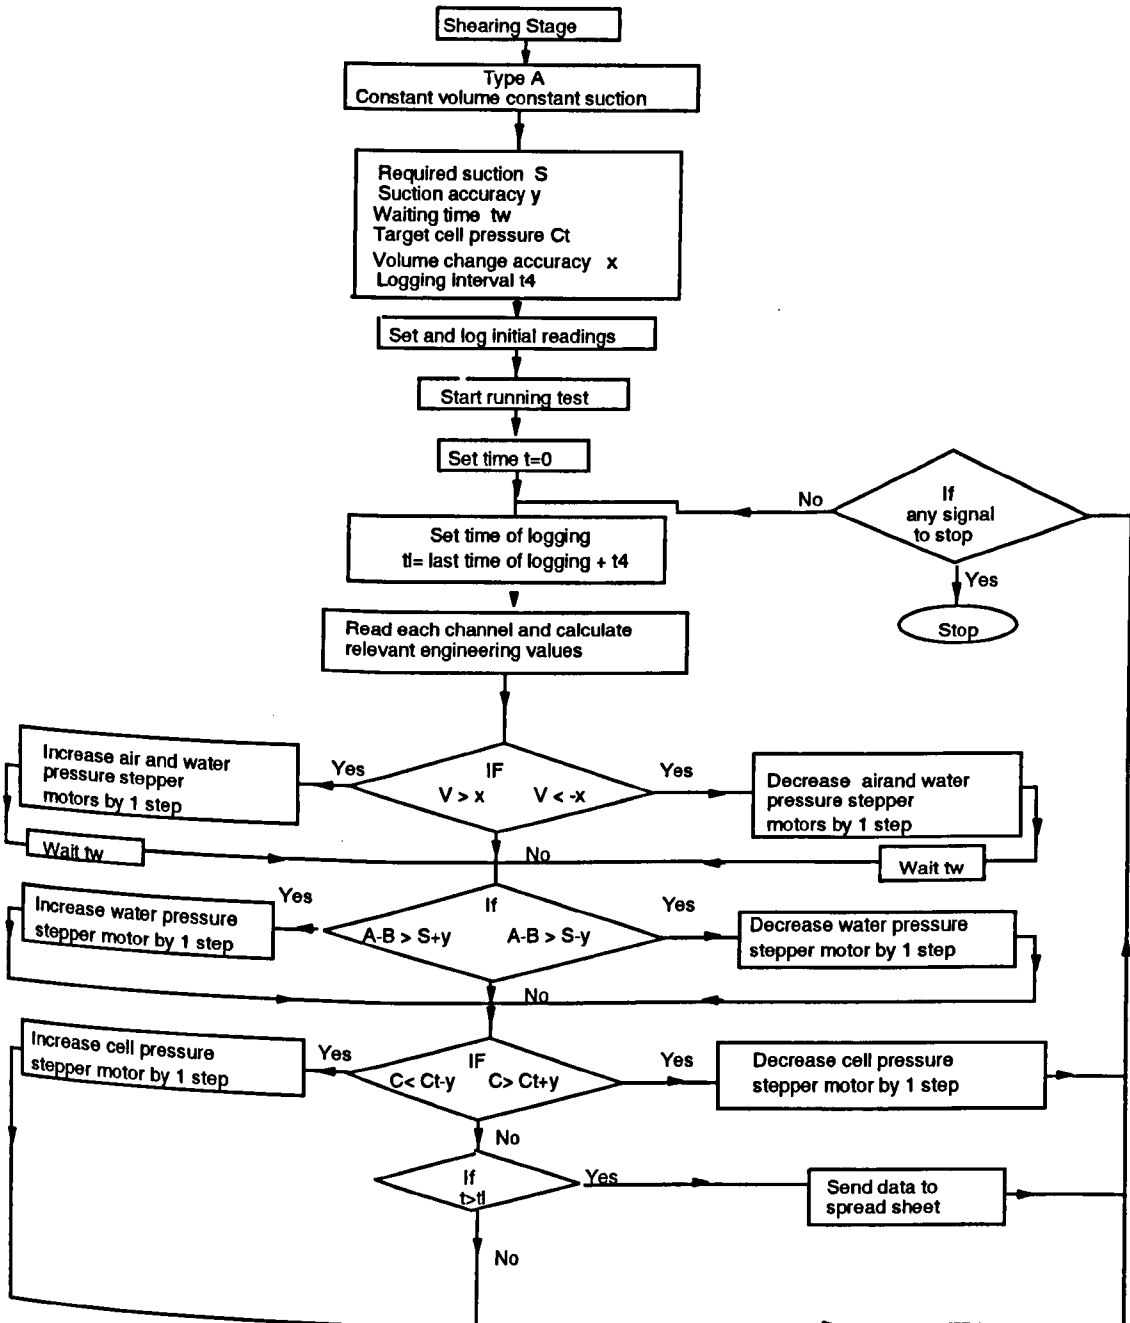 Shearing Stage
Type A
Constant volume constant suction
Required suction S
Suction accuracy y
Waiting time tw
Target cell pressure Ct
Volume change accuracy x
Logging interval t4
Set and log initial readings
Start running test
Set time t=0
No
If
any signal
to stop
Yes
Stop
Set time of logging
tl= last time of logging + t4
Read each channel and calculate
relevant engineering values
Increase air and water
pressure stepper
motors by 1 step
Yes
IF
V > x V < -x
Yes
Decrease airand water
pressure stepper
motors by 1 step
Wait tw
No
Wait tw
Increase water pressure
stepper motor by 1 step
Yes
If
A-B > S+y A-B > S-y
Yes
Decrease water pressure
stepper motor by 1 step
No
Increase cell pressure
stepper motor by 1 step
Yes
IF
C< Ct-y C> Ct+y
Yes
Decrease cell pressure
stepper motor by 1 step
No
If
t>tl
Yes
Send data to
spread sheet
No